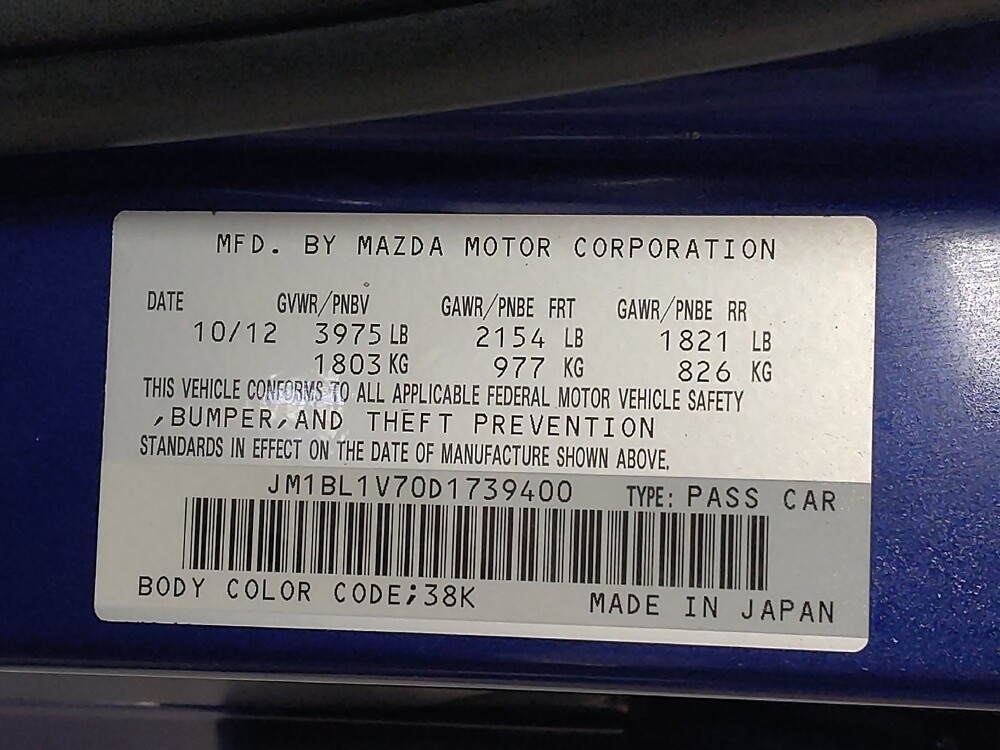 MFD. BY MAZDA MOTOR CORPORATION
DATE GVWR/PNBV GAWR/PNBE FRT GAWR/PNBE RR
10/12 3975 LB 2154 LB 1821 LB
1803 KG 977 KG 826 KG
THIS VEHICLE CONFORMS TO ALL APPLICABLE FEDERAL MOTOR VEHICLE SAFETY
,BUMPER,AND THEFT PREVENTION
STANDARDS IN EFFECT ON THE DATE OF MANUFACTURE SHOWN ABOVE.
JM1BL1V70D1739400 TYPE: PASS CAR
BODY COLOR CODE;38K MADE IN JAPAN